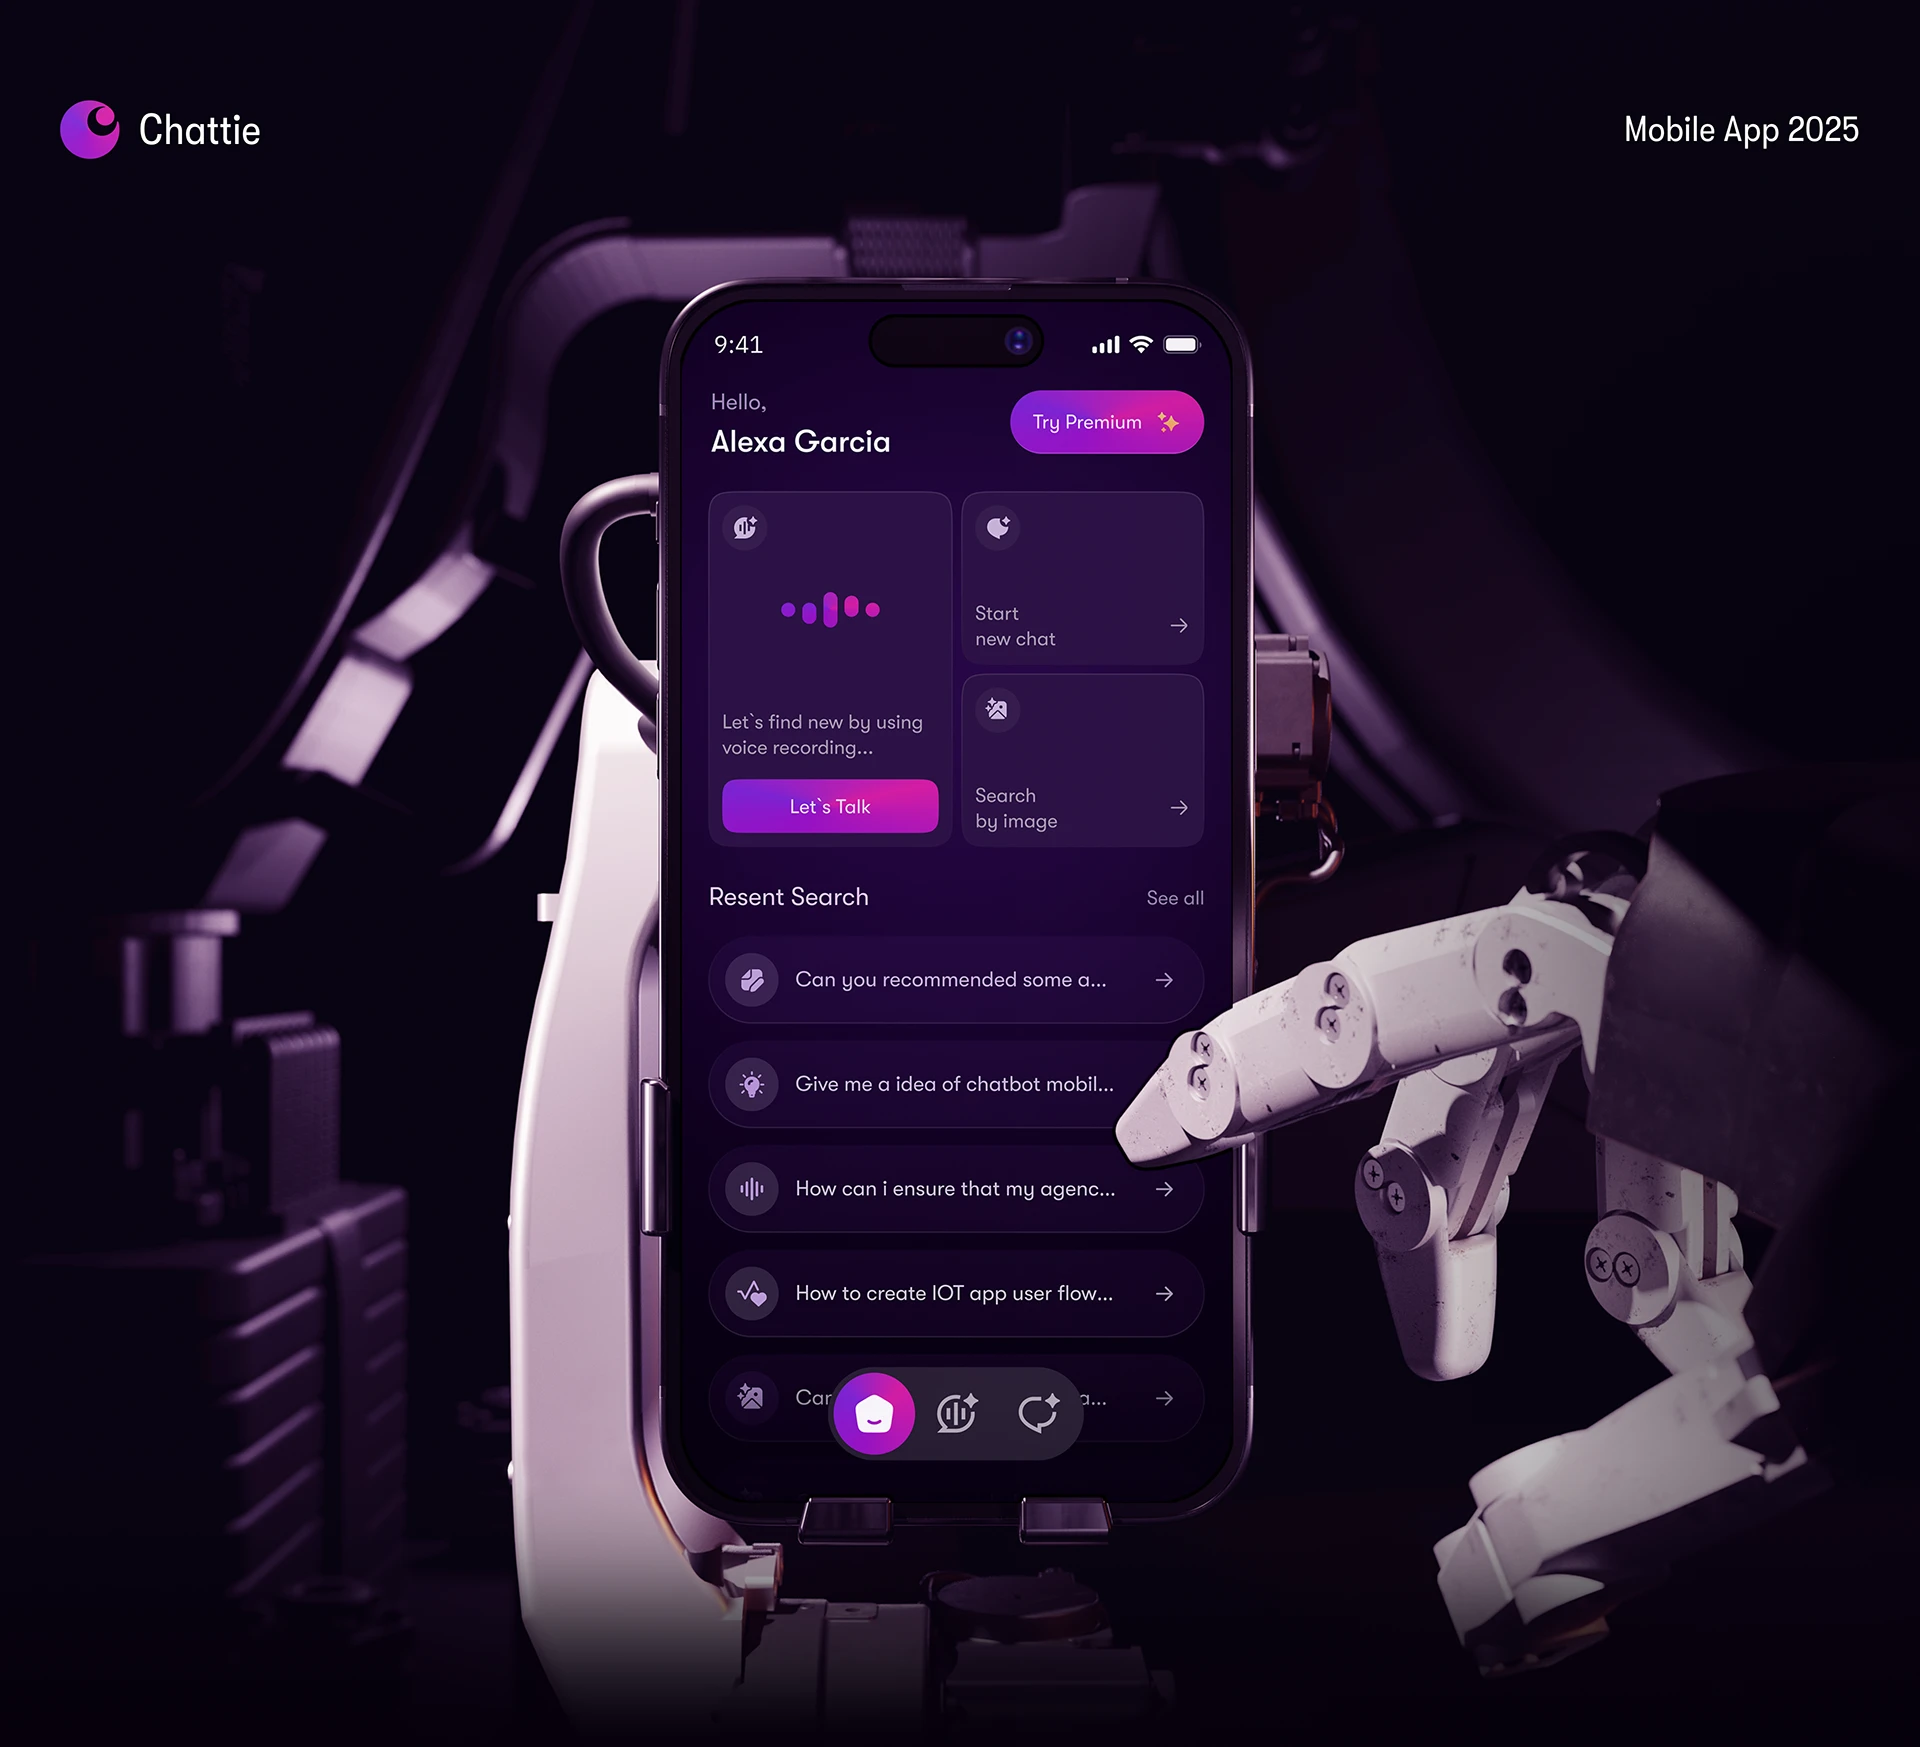 Chattie
Mobile App 2025
9:41
Hello,
Alexa Garcia
Try Premium
Start
new chat
Let`s find new by using
voice recording...
Let`s Talk
Search
by image
Resent Search
See all
Can you recommended some a...
Give me a idea of chatbot mobil...
How can i ensure that my agenc...
How to create IOT app user flow...
a...